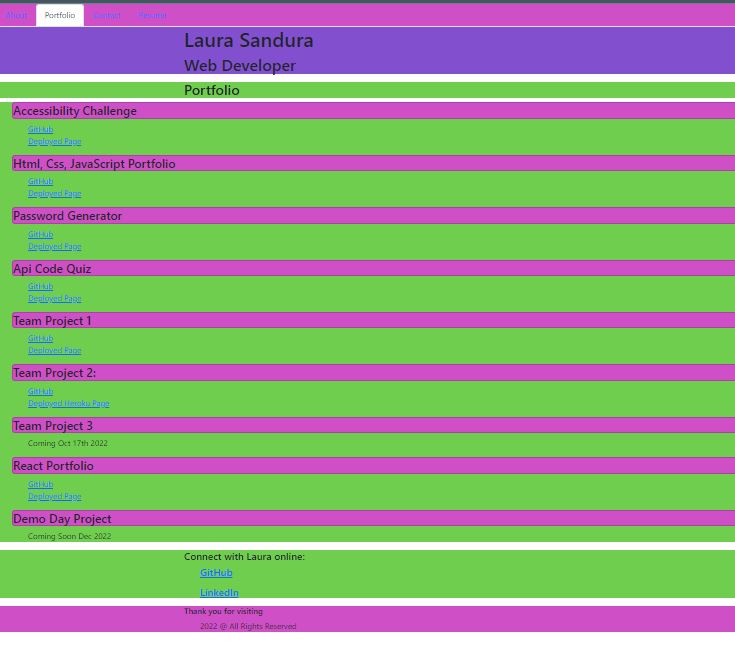 About Portfolio Contact Resume
Laura Sandura
Web Developer
Portfolio
Accessibility Challenge
GitHub
Deployed Page
Html, Css, JavaScript Portfolio
GitHub
Deployed Page
Password Generator
GitHub
Deployed Page
Api Code Quiz
GitHub
Deployed Page
Team Project 1
GitHub
Deployed Page
Team Project 2:
GitHub
Deployed Heroku Page
Team Project 3
Coming Oct 17th 2022
React Portfolio
GitHub
Deployed Page
Demo Day Project
Coming Soon Dec 2022
Connect with Laura online:
GitHub
LinkedIn
Thank you for visiting
2022 @ All Rights Reserved